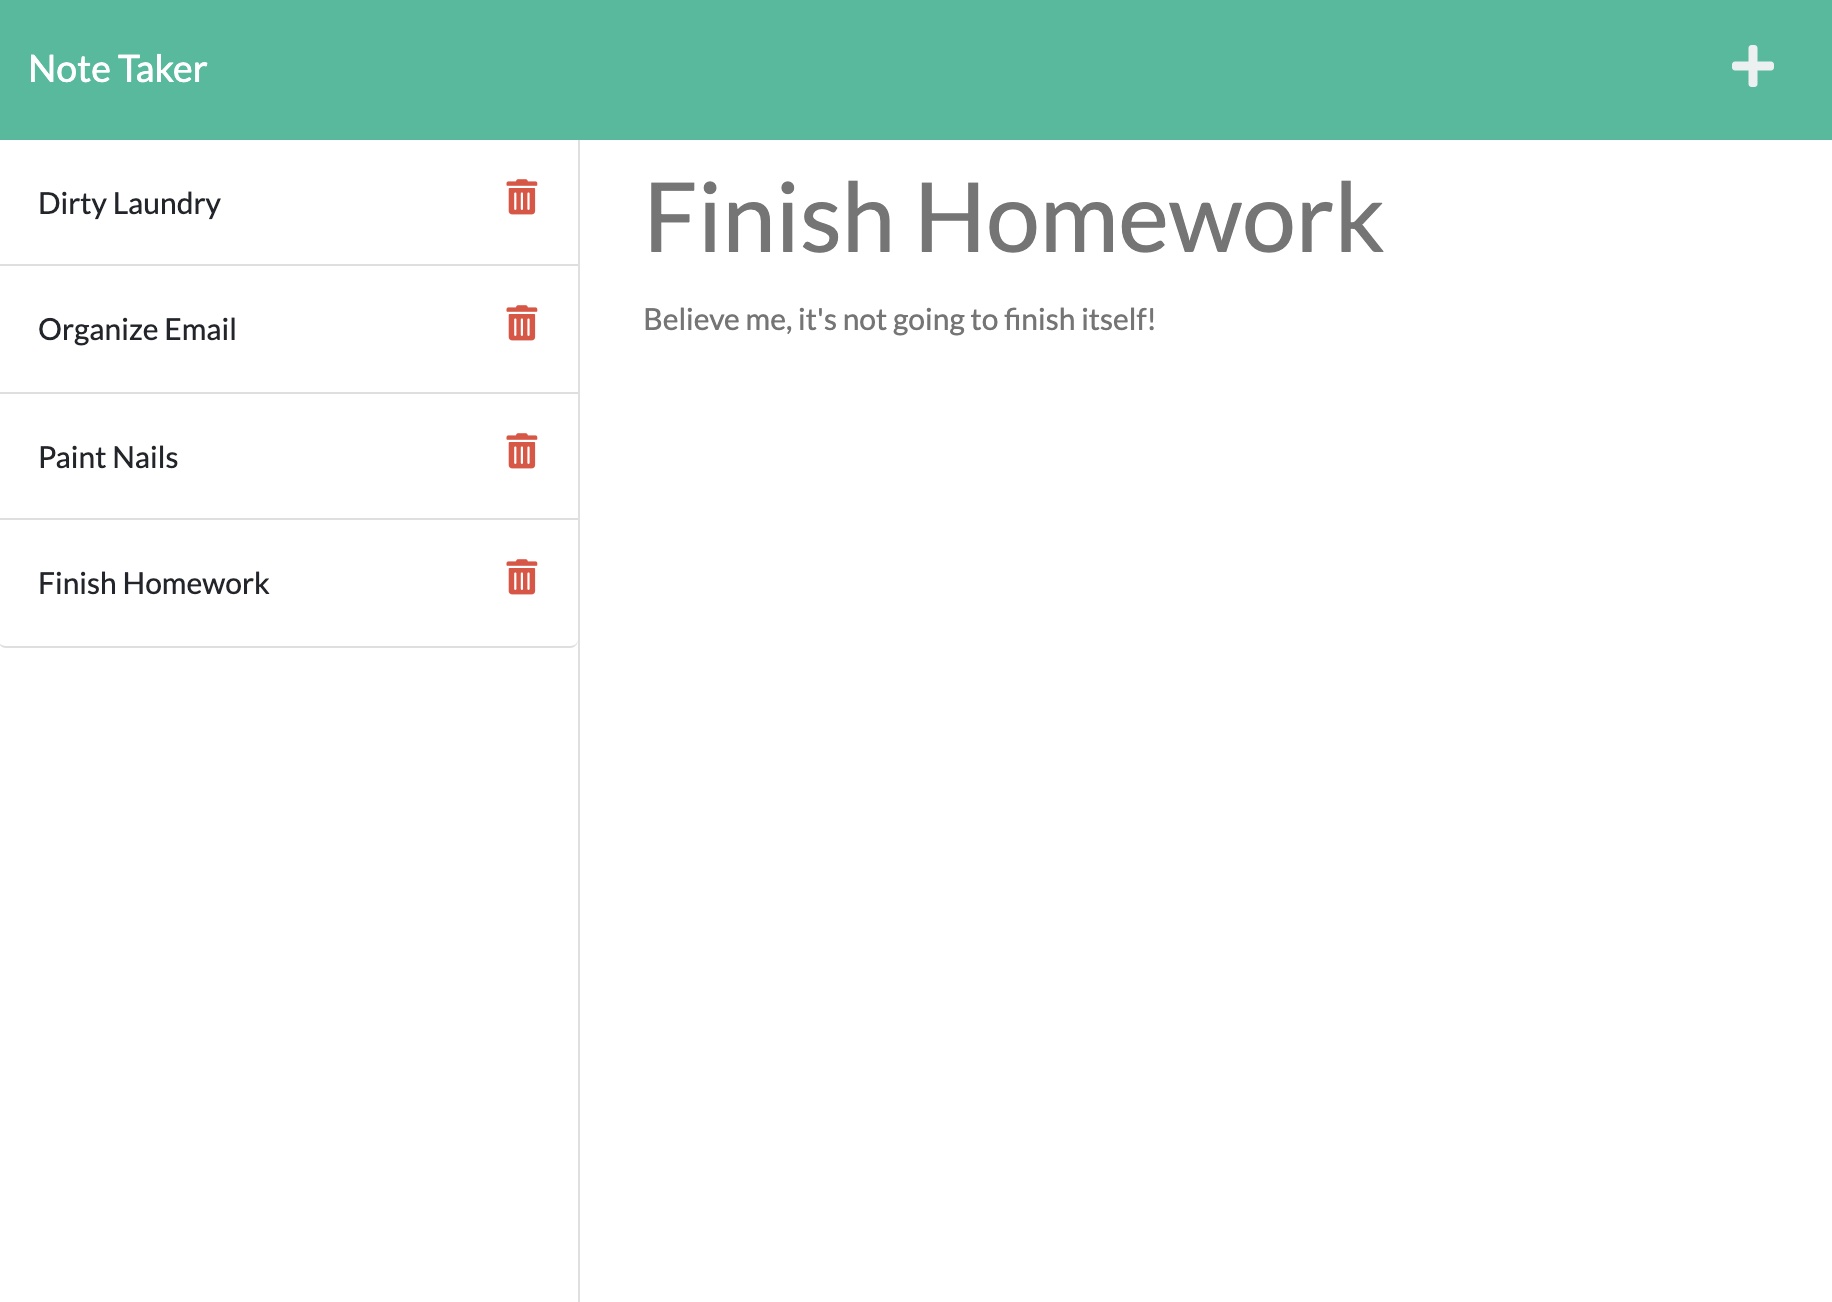 Note Taker
Dirty Laundry
Organize Email
Paint Nails
Finish Homework
Finish Homework
Believe me, it's not going to finish itself!